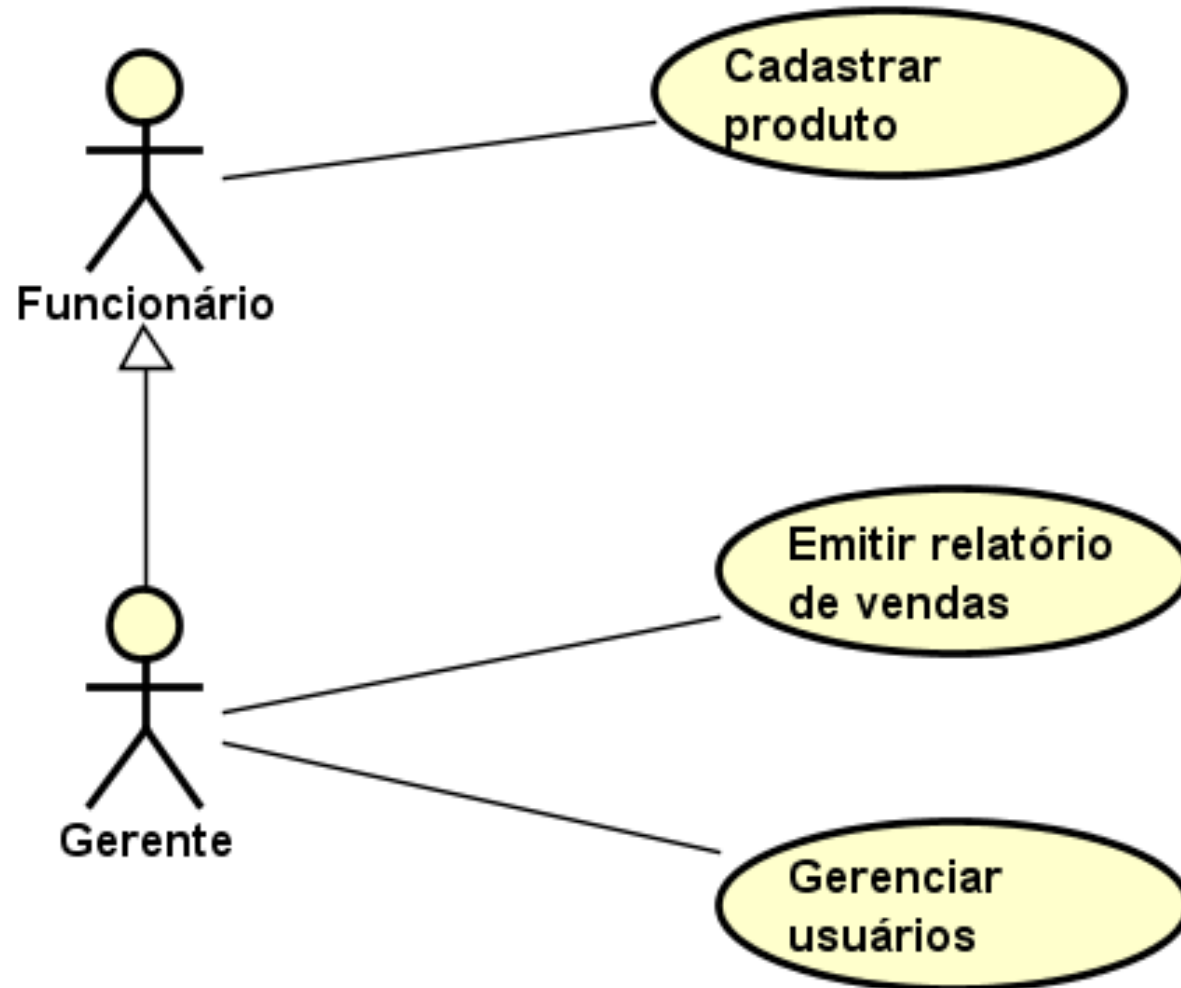 Cadastrar
produto
Funcionário
Emitir relatório
de vendas
Gerente
Gerenciar
usuários